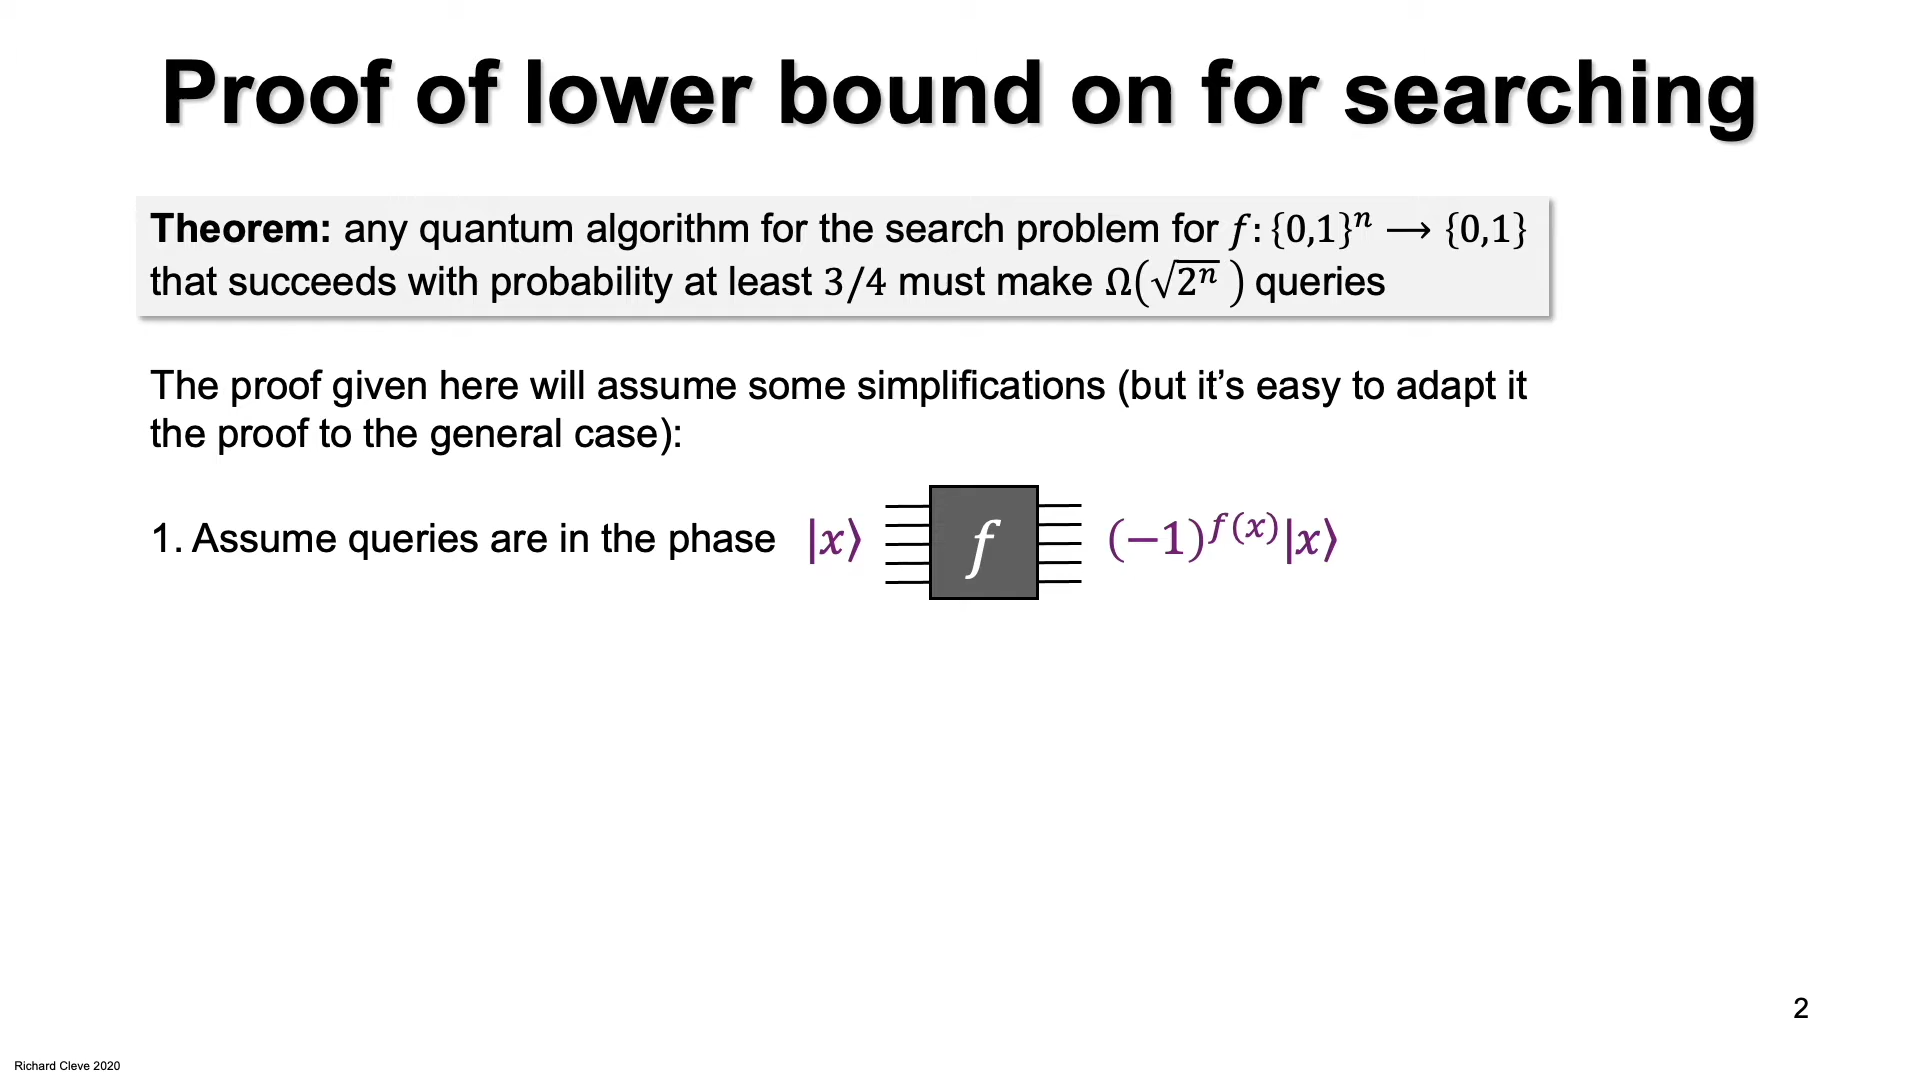 Proof of lower bound on for searching
Theorem: any quantum algorithm for the search problem for f: {0,1}ⁿ ⟶ {0,1}
that succeeds with probability at least 3/4 must make Ω(√2ⁿ ) queries
The proof given here will assume some simplifications (but it’s easy to adapt it
the proof to the general case):
1. Assume queries are in the phase |x⟩ f (−1)^{f(x)}|x⟩
2
Richard Cleve 2020